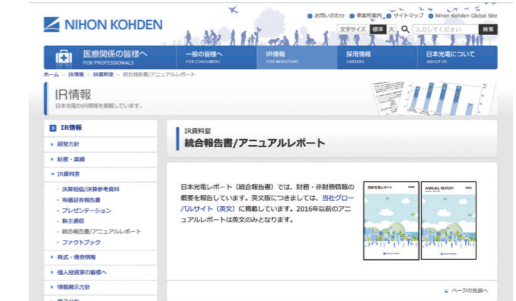 NIHON KOHDEN
お問い合わせ
事業所案内
サイトマップ
Nihon Kohden Global Site
文字サイズ 標準 大
入力してください
検索
医療関係の皆様へ
FOR PROFESSIONALS
一般の皆様へ
FOR CONSUMERS
IR情報
FOR INVESTORS
採用情報
CAREERS
日本光電について
ABOUT US
ホーム > IR情報 > IR資料室 > 統合報告書/アニュアルレポート
IR情報
日本光電のIR情報を掲載しています。
IR情報
経営方針
財務・業績
IR資料室
決算短信/決算参考資料
有価証券報告書
プレゼンテーション
株主通信
統合報告書/アニュアルレポート
ファクトブック
株式・債券情報
個人投資家の皆様へ
情報開示方針
IR資料室
統合報告書/アニュアルレポート
日本光電レポート（統合報告書）では、財務・非財務情報の
概要を報告しています。英文版につきましては、当社グロー
バルサイト（英文）に掲載しています。2016年以前のアニ
ュアルレポートは英文のみとなります。
日本光電レポート
ANNUAL REPORT
ページの先頭へ